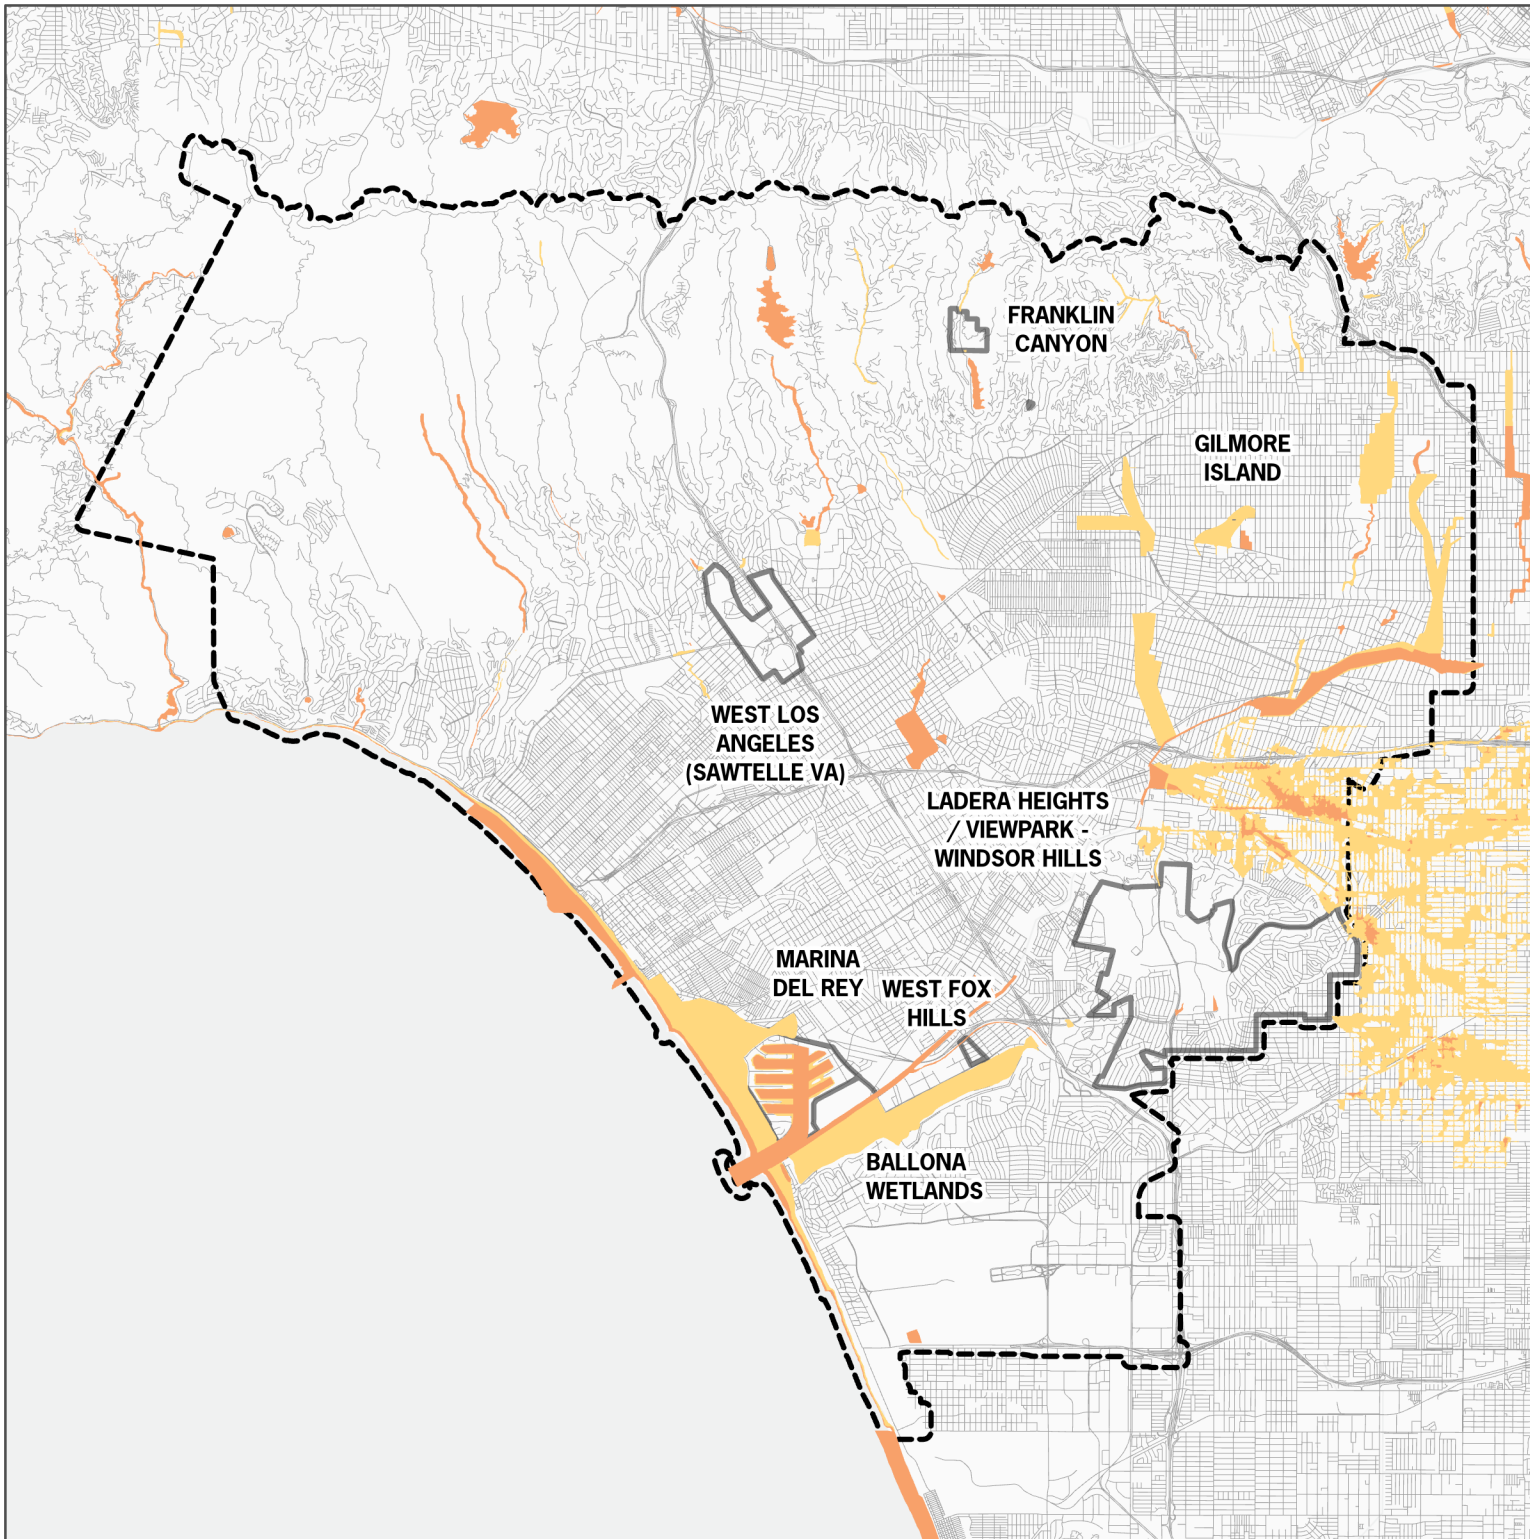 FRANKLIN
CANYON
GILMORE
ISLAND
WEST LOS
ANGELES
(SAWTELLE VA)
LADERA HEIGHTS
/ VIEWPARK -
WINDSOR HILLS
MARINA
DEL REY
WEST FOX
HILLS
BALLONA
WETLANDS